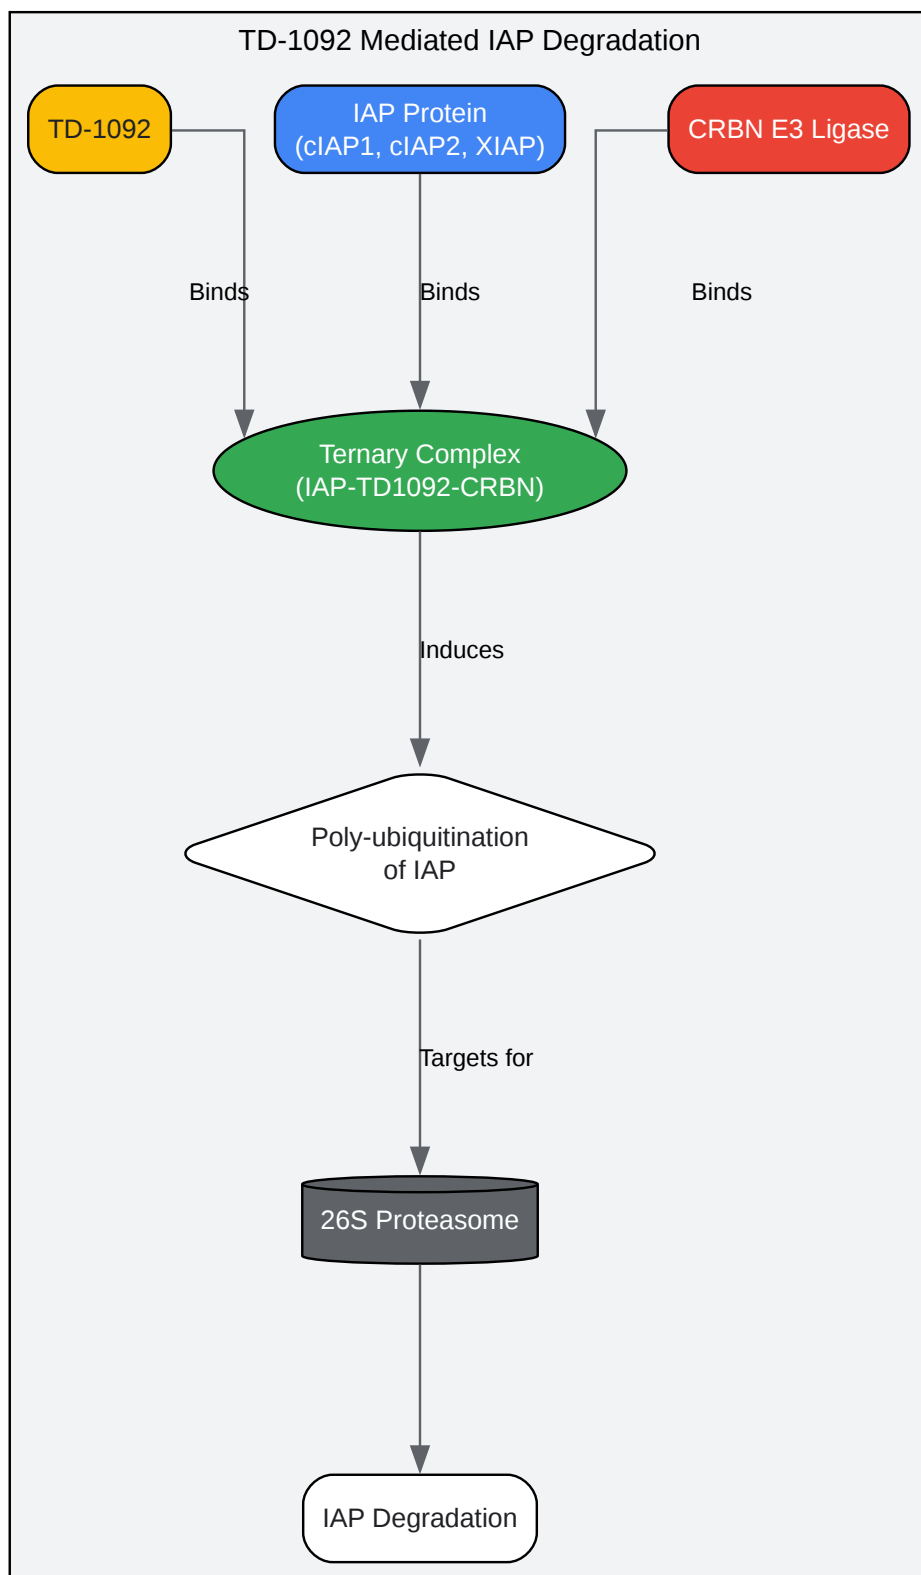 TD-1092 Mediated IAP Degradation
TD-1092
IAP Protein
(cIAP1, cIAP2, XIAP)
CRBN E3 Ligase
Binds
Binds
Binds
Ternary Complex
(IAP-TD1092-CRBN)
Induces
Poly-ubiquitination
of IAP
Targets for
26S Proteasome
IAP Degradation